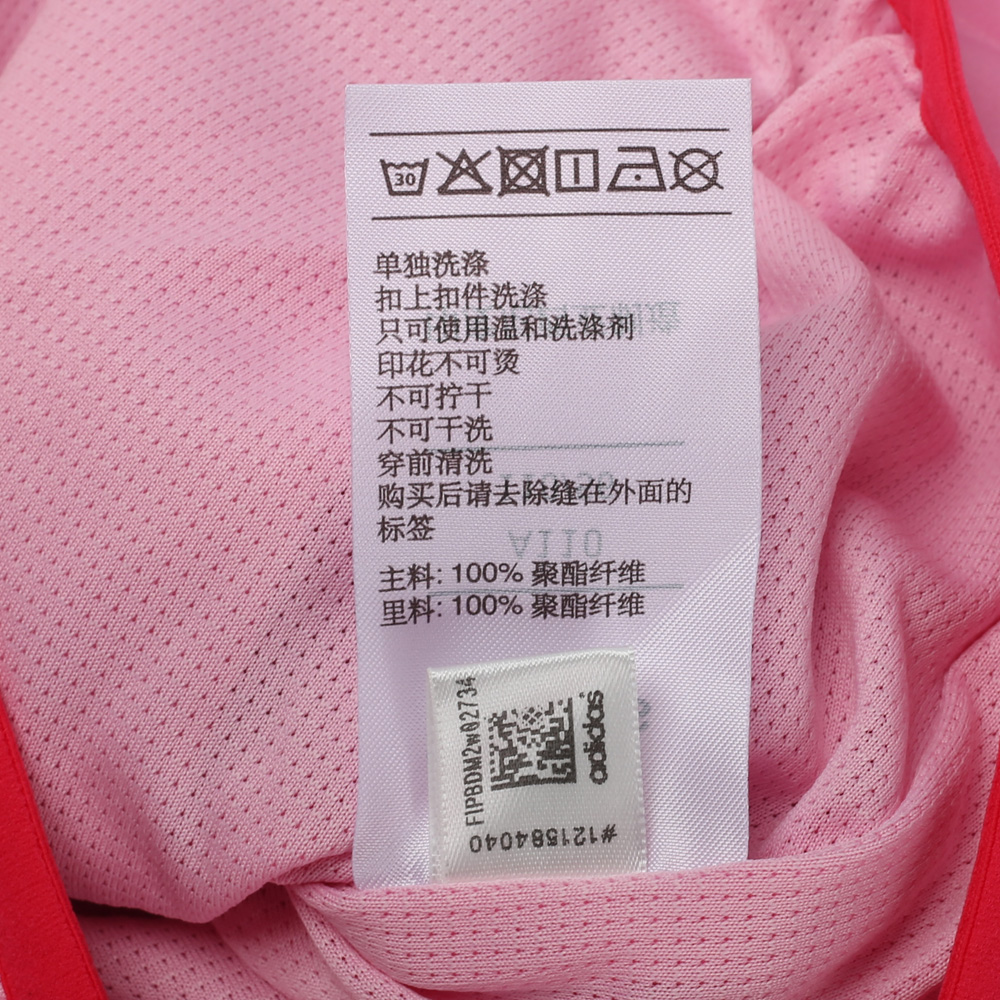 30
单独洗涤
扣上扣件洗涤
只可使用温和洗涤剂
印花不可烫
不可拧干
不可干洗
穿前清洗
购买后请去除缝在外面的
标签
主料: 100% 聚酯纤维
里料: 100% 聚酯纤维
adidas
#121584040